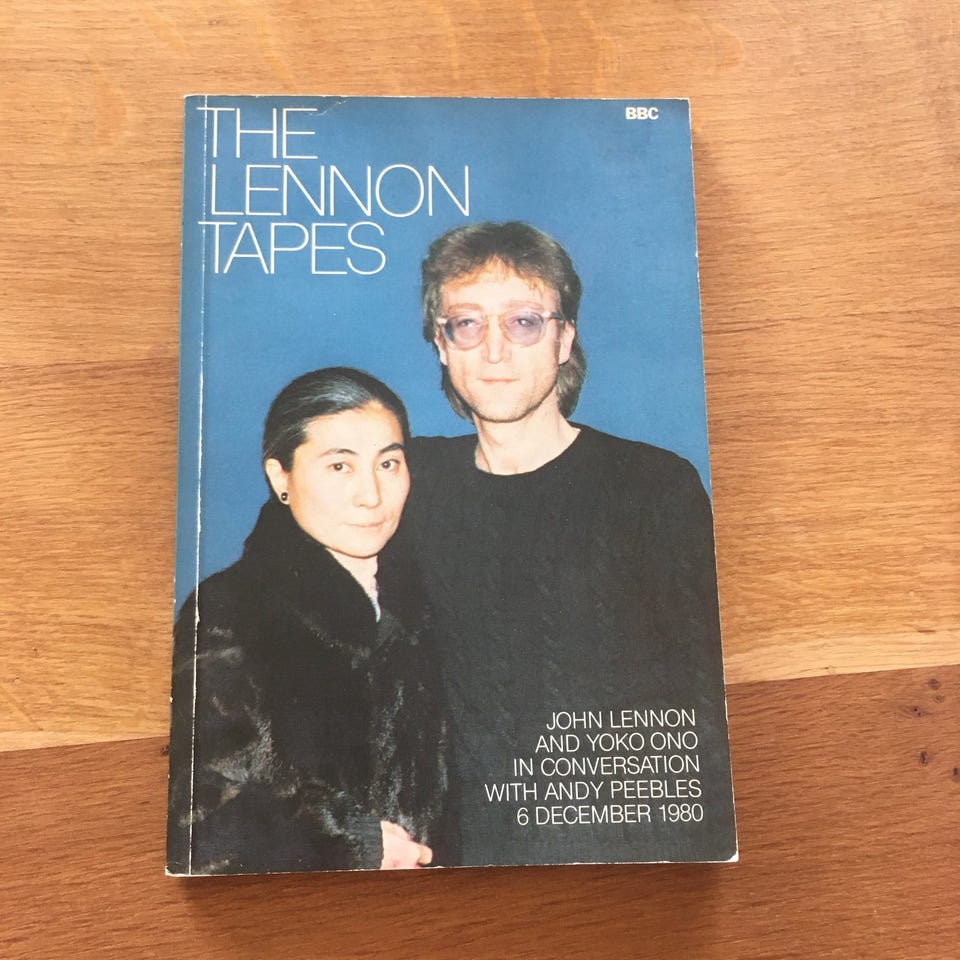 THE
LENNON
TAPES
BBC
JOHN LENNON
AND YOKO ONO
IN CONVERSATION
WITH ANDY PEEBLES
6 DECEMBER 1980